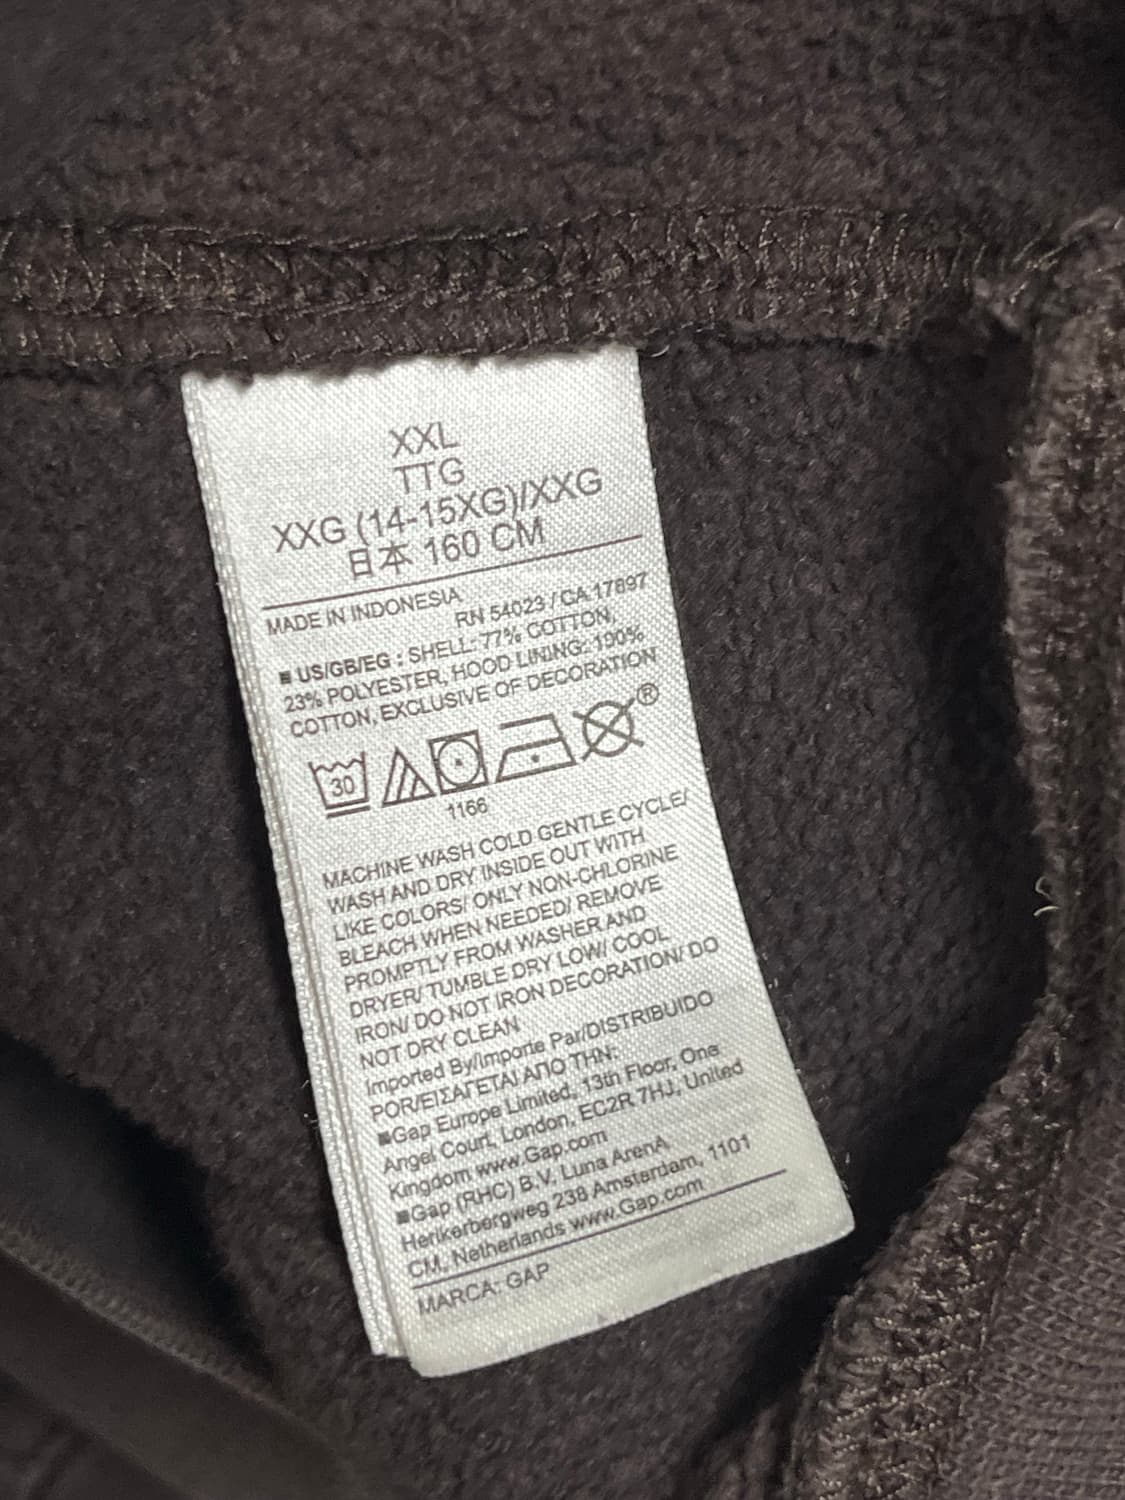 XXL
TTG
XXG (14-15XG)/XXG
日本 160 CM
MADE IN INDONESIA
RN 54023 / CA 17897
■ US/GB/EG : SHELL: 77% COTTON,
23% POLYESTER, HOOD LINING: 100%
COTTON, EXCLUSIVE OF DECORATION
30
®
1166
MACHINE WASH COLD GENTLE CYCLE/
WASH AND DRY INSIDE OUT WITH
LIKE COLORS/ ONLY NON-CHLORINE
BLEACH WHEN NEEDED/ REMOVE
PROMPTLY FROM WASHER AND
DRYER/ TUMBLE DRY LOW/ COOL
IRON/ DO NOT IRON DECORATION/ DO
NOT DRY CLEAN
Imported By/Importe Par/DISTRIBUIDO
POR/ΕΙΣΑΓΕΤΑΙ ΑΠΟ ΤΗΝ:
■Gap Europe Limited, 13th Floor, One
Angel Court, London, EC2R 7HJ, United
Kingdom www.Gap.com
■Gap (RHC) B.V. Luna ArenA
Herikerbergweg 238 Amsterdam, 1101
CM, Netherlands www.Gap.com
MARCA: GAP